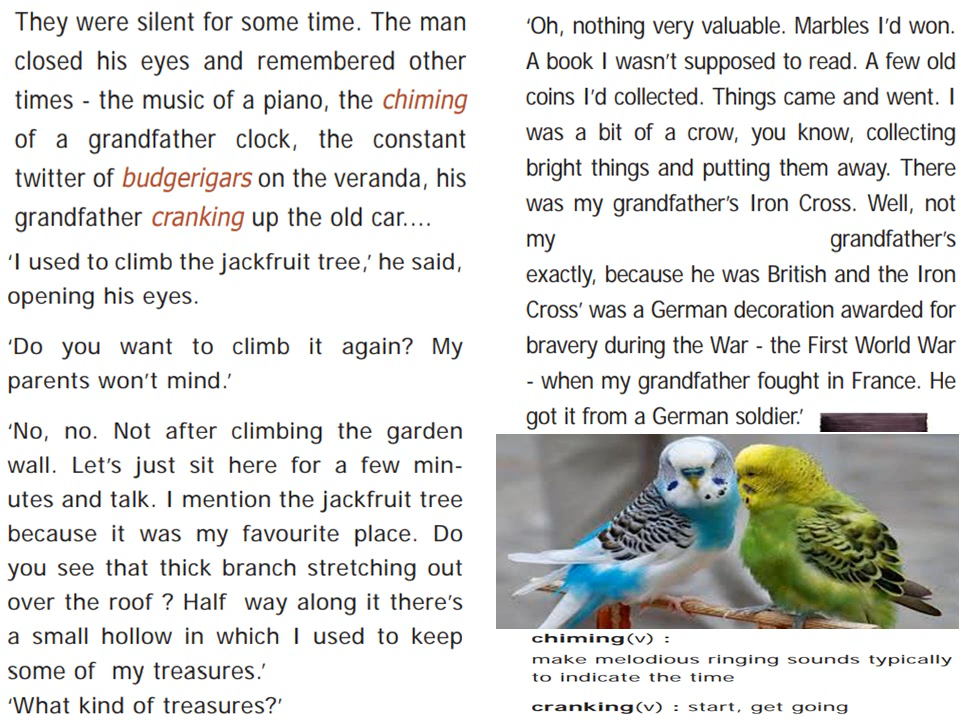 They were silent for some time. The man
closed his eyes and remembered other
times - the music of a piano, the chiming
of a grandfather clock, the constant
twitter of budgerigars on the veranda, his
grandfather cranking up the old car....
‘I used to climb the jackfruit tree,’ he said,
opening his eyes.
‘Do you want to climb it again? My
parents won’t mind.’
‘No, no. Not after climbing the garden
wall. Let’s just sit here for a few min-
utes and talk. I mention the jackfruit tree
because it was my favourite place. Do
you see that thick branch stretching out
over the roof ? Half way along it there’s
a small hollow in which I used to keep
some of my treasures.’
‘What kind of treasures?’
‘Oh, nothing very valuable. Marbles I’d won.
A book I wasn’t supposed to read. A few old
coins I’d collected. Things came and went. I
was a bit of a crow, you know, collecting
bright things and putting them away. There
was my grandfather’s Iron Cross. Well, not
my grandfather’s
exactly, because he was British and the Iron
Cross’ was a German decoration awarded for
bravery during the War - the First World War
- when my grandfather fought in France. He
got it from a German soldier.’
chiming(v) :
make melodious ringing sounds typically
to indicate the time
cranking(v) : start, get going